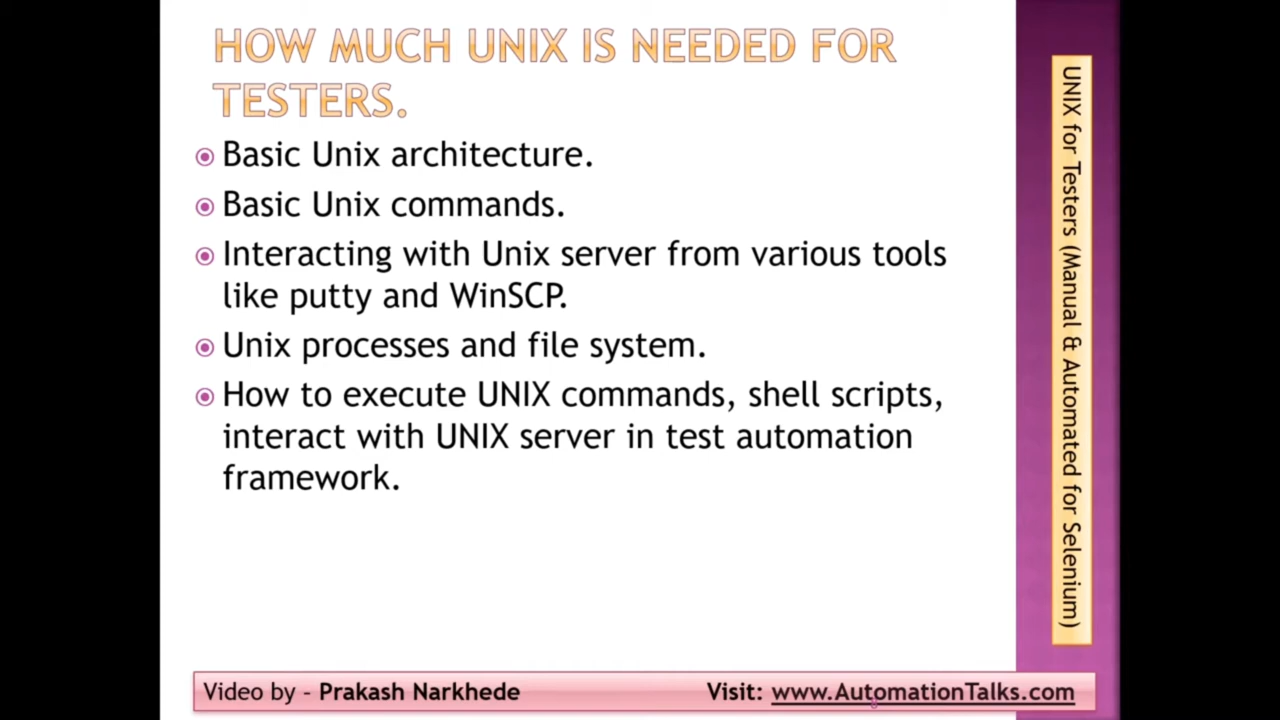 HOW MUCH UNIX IS NEEDED FOR
TESTERS.
Basic Unix architecture.
Basic Unix commands.
Interacting with Unix server from various tools
like putty and WinSCP.
Unix processes and file system.
How to execute UNIX commands, shell scripts,
interact with UNIX server in test automation
framework.
UNIX for Testers (Manual & Automated for Selenium)
Video by - Prakash Narkhede
Visit: www.AutomationTalks.com